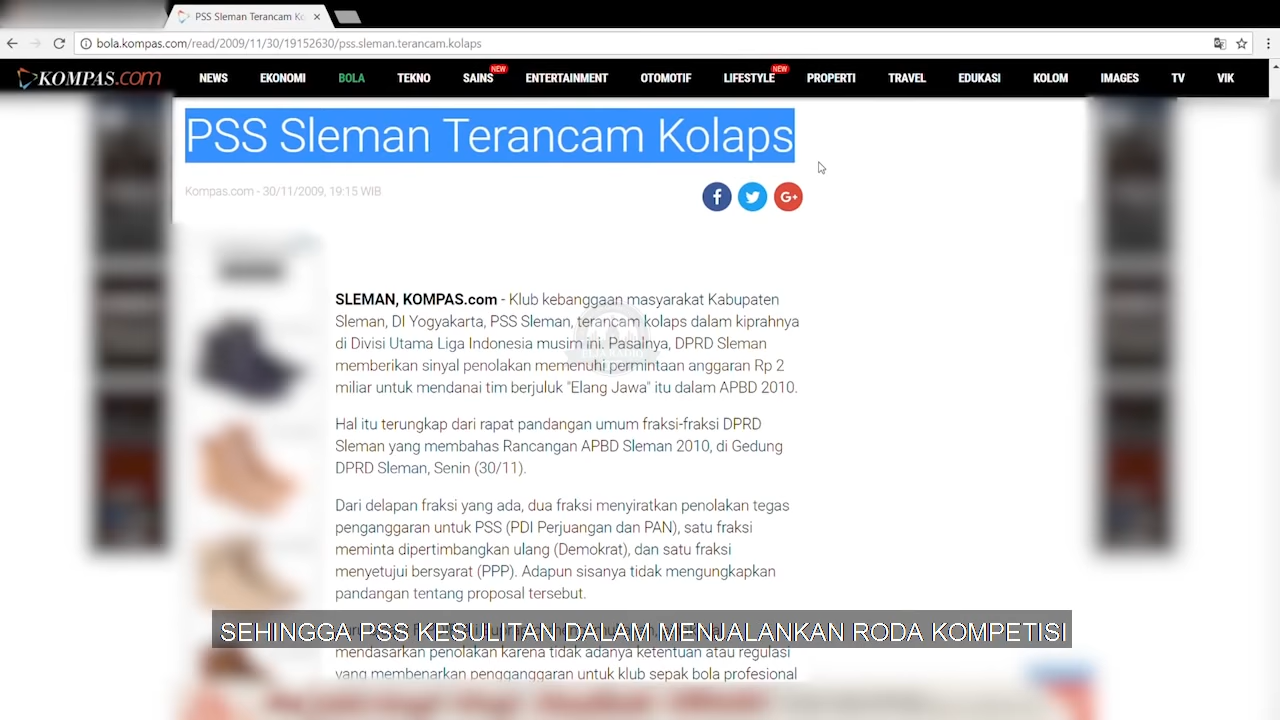 PSS Sleman Terancam Ko
bola.kompas.com/read/2009/11/30/19152630/pss.sleman.terancam.kolaps
KOMPAS.com NEWS EKONOMI BOLA TEKNO SAINS NEW ENTERTAINMENT OTOMOTIF LIFESTYLE NEW PROPERTI TRAVEL EDUKASI KOLOM IMAGES TV VIK
PSS Sleman Terancam Kolaps
Kompas.com - 30/11/2009, 19:15 WIB
SLEMAN, KOMPAS.com - Klub kebanggaan masyarakat Kabupaten
Sleman, DI Yogyakarta, PSS Sleman, terancam kolaps dalam kiprahnya
di Divisi Utama Liga Indonesia musim ini. Pasalnya, DPRD Sleman
memberikan sinyal penolakan memenuhi permintaan anggaran Rp 2
miliar untuk mendanai tim berjuluk "Elang Jawa" itu dalam APBD 2010.
Hal itu terungkap dari rapat pandangan umum fraksi-fraksi DPRD
Sleman yang membahas Rancangan APBD Sleman 2010, di Gedung
DPRD Sleman, Senin (30/11).
Dari delapan fraksi yang ada, dua fraksi menyiratkan penolakan tegas
penganggaran untuk PSS (PDI Perjuangan dan PAN), satu fraksi
meminta dipertimbangkan ulang (Demokrat), dan satu fraksi
menyetujui bersyarat (PPP). Adapun sisanya tidak mengungkapkan
pandangan tentang proposal tersebut.
SEHINGGA PSS KESULITAN DALAM MENJALANKAN RODA KOMPETISI
mendasarkan penolakan karena tidak adanya ketentuan atau regulasi
yang membenarkan penganggaran untuk klub sepak bola profesional